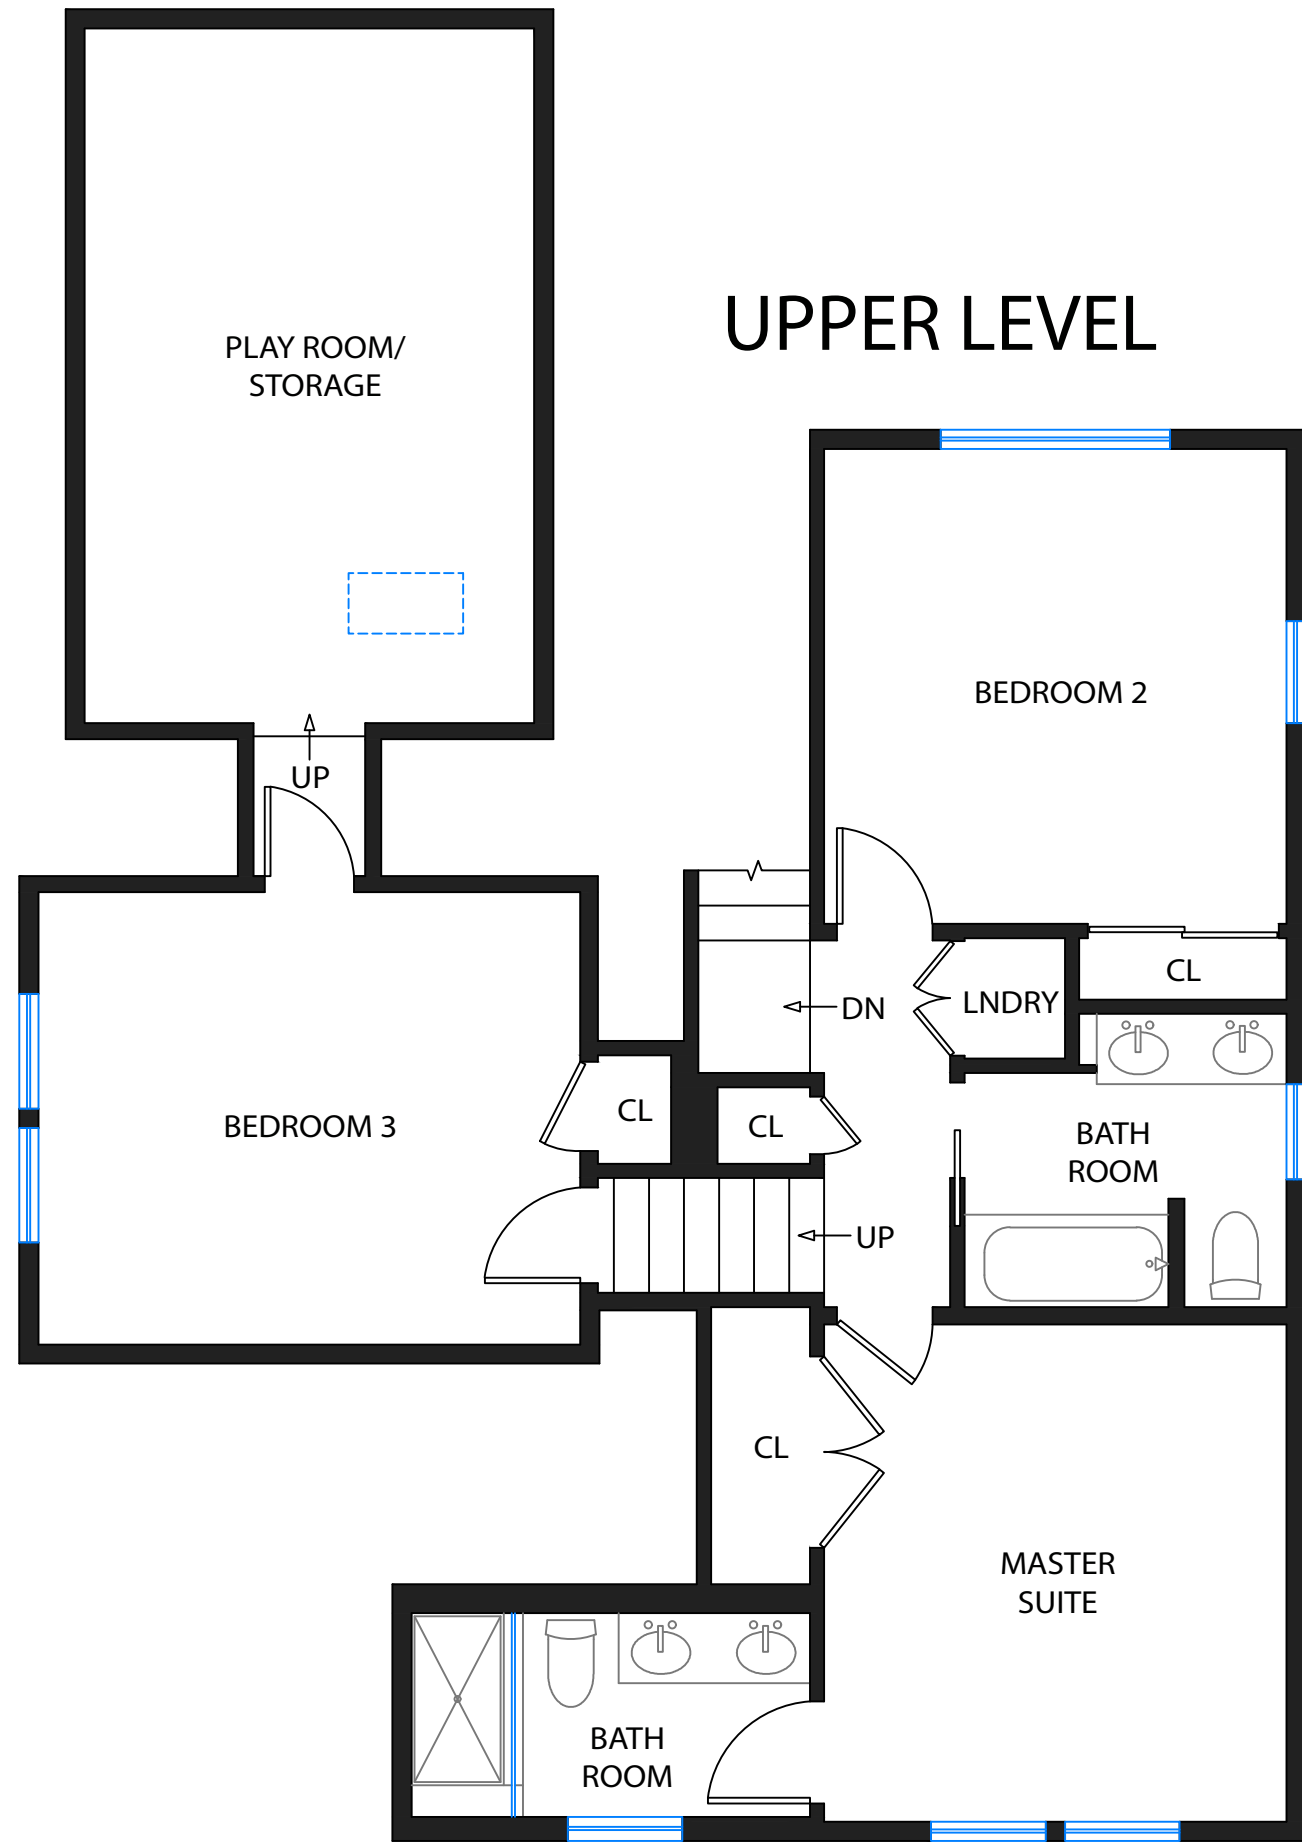 UPPER LEVEL
PLAY ROOM/
STORAGE
UP
BEDROOM 2
CL
LNDRY
DN
BEDROOM 3
CL
CL
BATH
ROOM
UP
CL
MASTER
SUITE
BATH
ROOM